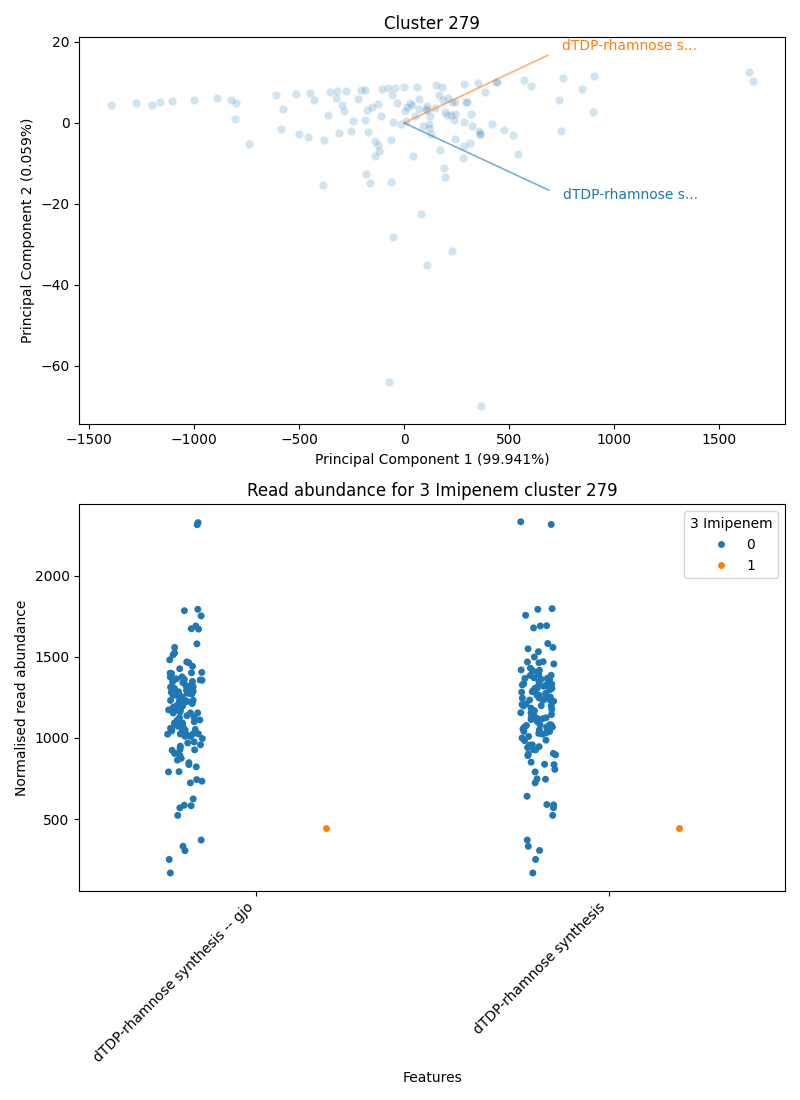 Cluster 279
20
0
−20
−40
−60
Principal Component 2 (0.059%)
dTDP-rhamnose s...
dTDP-rhamnose s...
−1500
−1000
−500
0
500
1000
1500
Principal Component 1 (99.941%)
Read abundance for 3 Imipenem cluster 279
3 Imipenem
0
1
2000
1500
1000
500
Normalised read abundance
dTDP-rhamnose synthesis -- gjo
dTDP-rhamnose synthesis
Features